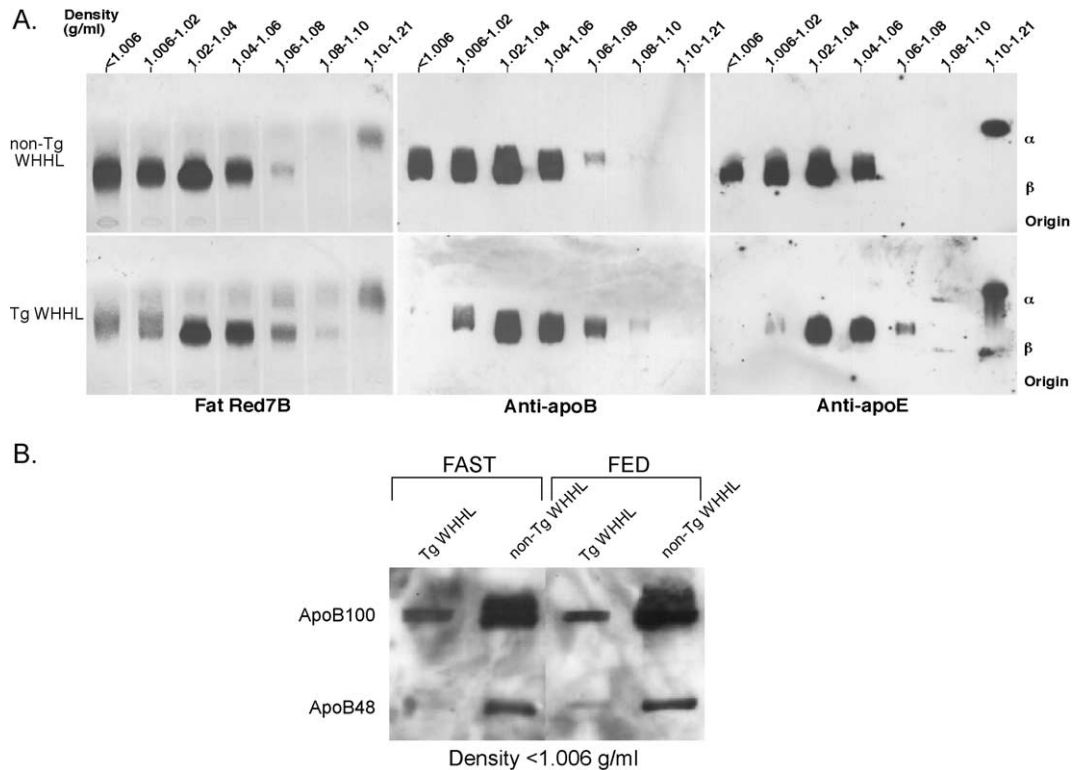 A.
Density
(g/ml)
<1.006
1.006-1.02
1.02-1.04
1.04-1.06
1.06-1.08
1.08-1.10
1.10-1.21
<1.006
1.006-1.02
1.02-1.04
1.04-1.06
1.06-1.08
1.08-1.10
1.10-1.21
<1.006
1.006-1.02
1.02-1.04
1.04-1.06
1.06-1.08
1.08-1.10
1.10-1.21
non-Tg
WHHL
α
β
Origin
Tg WHHL
α
β
Origin
Fat Red7B
Anti-apoB
Anti-apoE
B.
FAST
FED
Tg WHHL
non-Tg WHHL
Tg WHHL
non-Tg WHHL
ApoB100
ApoB48
Density <1.006 g/ml